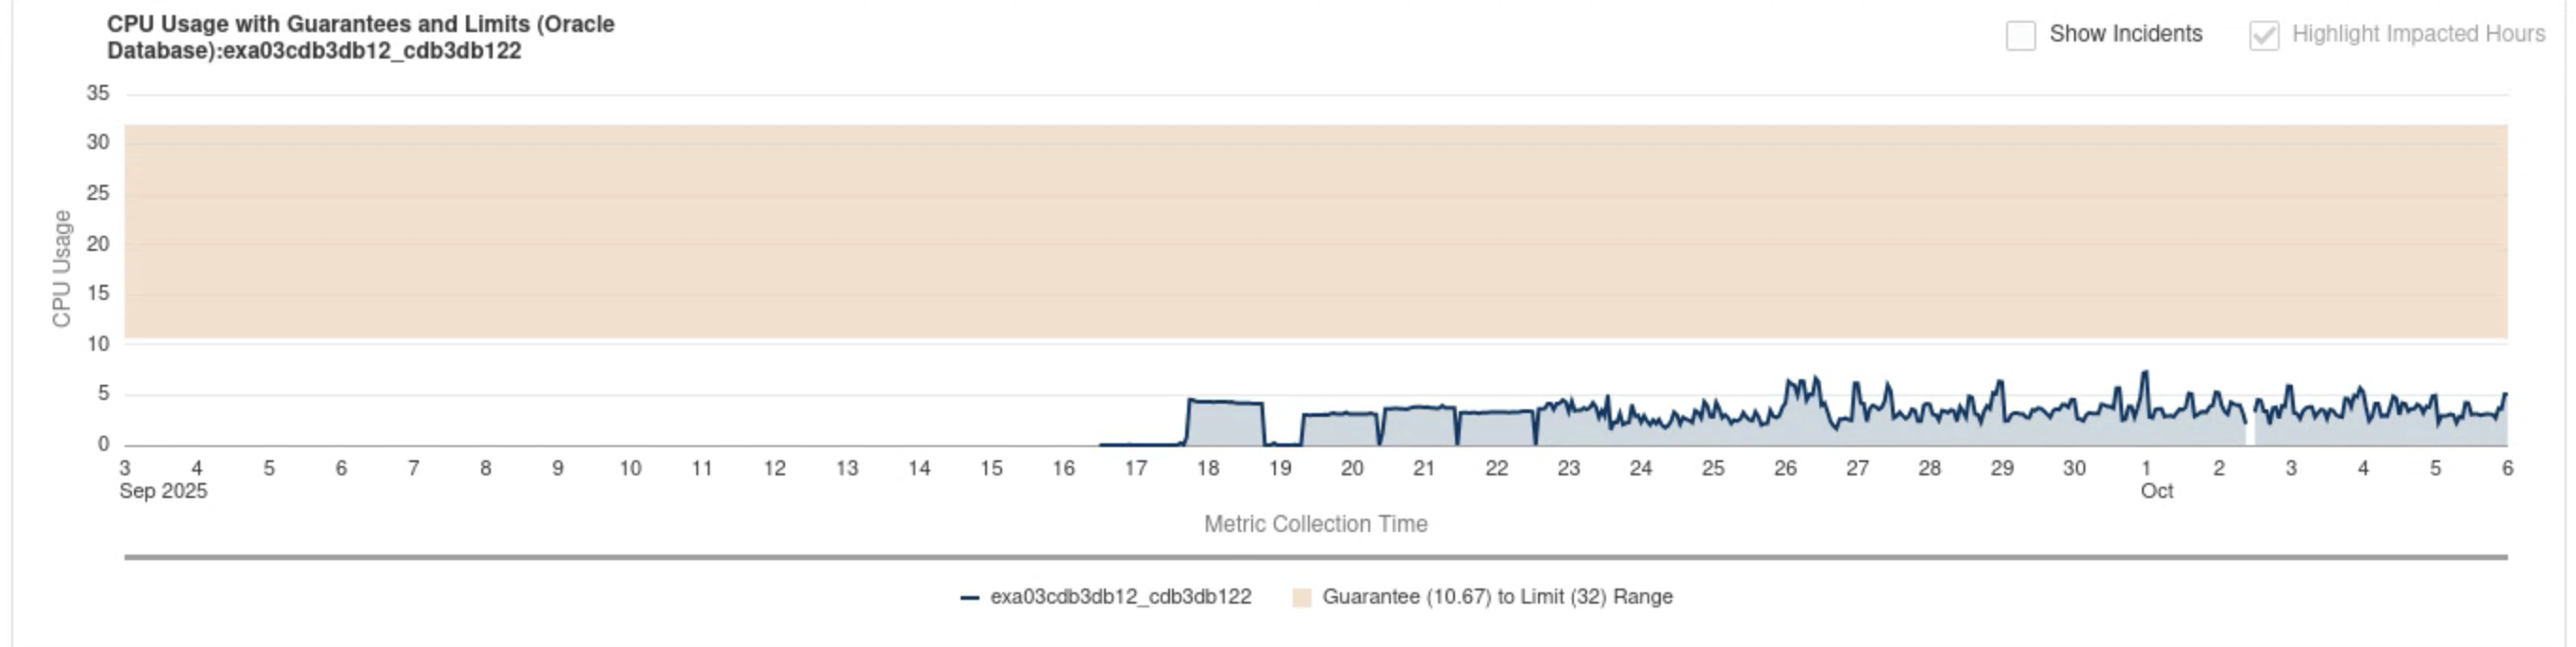 CPU Usage with Guarantees and Limits (Oracle
Database):exa03cdb3db12_cdb3db122
Show Incidents
Highlight Impacted Hours
35
30
25
20
15
10
5
0
CPU Usage
3 4 5 6 7 8 9 10 11 12 13 14 15 16 17 18 19 20 21 22 23 24 25 26 27 28 29 30 1 2 3 4 5 6
Sep 2025 Oct
Metric Collection Time
exa03cdb3db12_cdb3db122 Guarantee (10.67) to Limit (32) Range